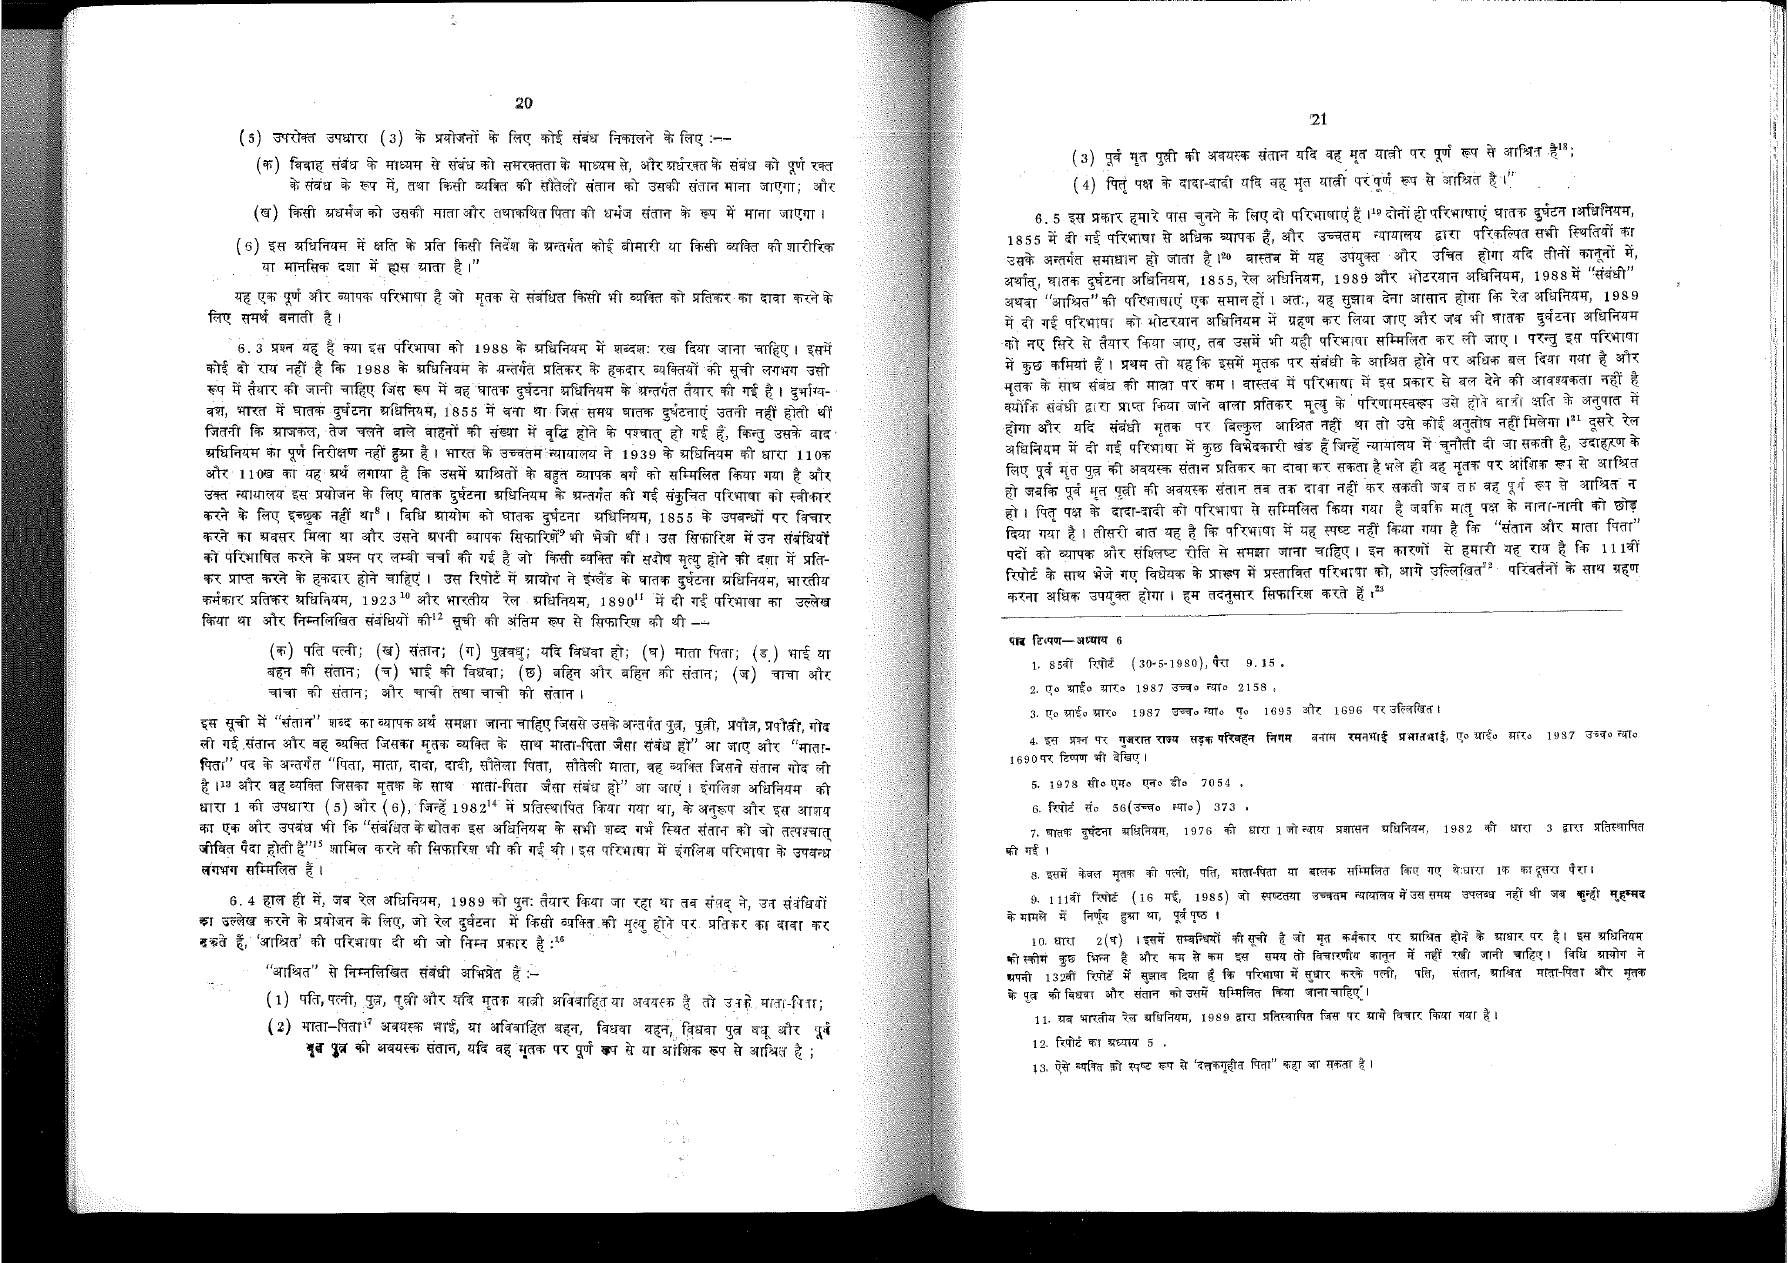 20
(5) उपरोक्त उपधारा (3) के प्रयोजनों के लिए कोई संबंध निकालने के लिए :--
(क) विवाह संबंध के माध्यम से संबंध को समरक्तता के माध्यम से, और अर्धरक्त के संबंध को पूर्ण रक्त
के संबंध के रूप में, तथा किसी व्यक्ति की सौतेली संतान को उसकी संतान माना जाएगा; और
(ख) किसी अधर्मज को उसकी माता और तथाकथित पिता की धर्मज संतान के रूप में माना जाएगा ।
(6) इस अधिनियम में क्षति के प्रति किसी निर्देश के अन्तर्गत कोई बीमारी या किसी व्यक्ति की शारीरिक
या मानसिक दशा में ह्रास आता है ।”
यह एक पूर्ण और व्यापक परिभाषा है जो मृतक से संबंधित किसी भी व्यक्ति को प्रतिकर का दावा करने के
लिए समर्थ बनाती है ।
6.3 प्रश्न यह है क्या इस परिभाषा को 1988 के अधिनियम में शब्दशः रख दिया जाना चाहिए । इसमें
कोई दो राय नहीं है कि 1988 के अधिनियम के अन्तर्गत प्रतिकर के हकदार व्यक्तियों की सूची लगभग उसी
रूप में तैयार की जानी चाहिए जिस रूप में वह घातक दुर्घटना अधिनियम के अन्तर्गत तैयार की गई है । दुर्भाग्य-
वश, भारत में घातक दुर्घटना अधिनियम, 1855 में बना था जिस समय घातक दुर्घटनाएं उतनी नहीं होती थीं
जितनी कि आजकल, तेज चलने वाले वाहनों की संख्या में वृद्धि होने के पश्चात् हो गई हैं, किन्तु उसके बाद
अधिनियम का पूर्ण निरीक्षण नहीं हुआ है । भारत के उच्चतम न्यायालय ने 1939 के अधिनियम की धारा 110क
और 110ख का यह अर्थ लगाया है कि उसमें आश्रितों के बहुत व्यापक वर्ग को सम्मिलित किया गया है और
उक्त न्यायालय इस प्रयोजन के लिए घातक दुर्घटना अधिनियम के अन्तर्गत की गई संकुचित परिभाषा को स्वीकार
करने के लिए इच्छुक नहीं था⁸ । विधि आयोग को घातक दुर्घटना अधिनियम, 1855 के उपबन्धों पर विचार
करने का अवसर मिला था और उसने अपनी व्यापक सिफारिशें⁹ भी भेजी थीं । उस सिफारिश में उन संबंधियों
को परिभाषित करने के प्रश्न पर लम्बी चर्चा की गई है जो किसी व्यक्ति की सदोष मृत्यु होने की दशा में प्रति-
कर प्राप्त करने के हकदार होने चाहिएं । उस रिपोर्ट में आयोग ने इंग्लैंड के घातक दुर्घटना अधिनियम, भारतीय
कर्मकार प्रतिकर अधिनियम, 1923¹⁰ और भारतीय रेल अधिनियम, 1890¹¹ में दी गई परिभाषा का उल्लेख
किया था और निम्नलिखित संबंधियों की¹² सूची की अंतिम रूप से सिफारिश की थी --
(क) पति पत्नी; (ख) संतान; (ग) पुत्रवधु; यदि विधवा हो; (घ) माता पिता; (ङ) भाई या
बहन की संतान; (च) भाई की विधवा; (छ) बहिन और बहिन की संतान; (ज) चाचा और
चाचा की संतान; और चाची तथा चाची की संतान ।
इस सूची में “संतान” शब्द का व्यापक अर्थ समझा जाना चाहिए जिससे उसके अन्तर्गत पुत्र, पुत्री, प्रपौत्र, प्रपौत्री, गोद
ली गई संतान और वह व्यक्ति जिसका मृतक व्यक्ति के साथ माता-पिता जैसा संबंध हो” आ जाए और “माता-
पिता” पद के अन्तर्गत “पिता, माता, दादा, दादी, सौतेला पिता, सौतेली माता, वह व्यक्ति जिसने संतान गोद ली
है ।¹³ और वह व्यक्ति जिसका मृतक के साथ माता-पिता जैसा संबंध हो” आ जाएं । इंगलिश अधिनियम की
धारा 1 की उपधारा (5) और (6), जिन्हें 1982¹⁴ में प्रतिस्थापित किया गया था, के अनुरूप और इस आशय
का एक और उपबंध भी कि “संबंधित के द्योतक इस अधिनियम के सभी शब्द गर्भ स्थित संतान को जो तत्पश्चात्
जीवित पैदा होती है”¹⁵ शामिल करने की सिफारिश भी की गई थी । इस परिभाषा में इंगलिश परिभाषा के उपबन्ध
लगभग सम्मिलित हैं ।
6.4 हाल ही में, जब रेल अधिनियम, 1989 को पुनः तैयार किया जा रहा था तब संसद् ने, उन संबंधियों
का उल्लेख करने के प्रयोजन के लिए, जो रेल दुर्घटना में किसी व्यक्ति की मृत्यु होने पर प्रतिकर का दावा कर
सकते हैं, ‘आश्रित’ की परिभाषा दी थी जो निम्न प्रकार है :¹⁶
“आश्रित” से निम्नलिखित संबंधी अभिप्रेत हैं :–
(1) पति, पत्नी, पुत्र, पुत्री और यदि मृतक यात्री अविवाहित या अवयस्क है तो उनके माता-पिता;
(2) माता–पिता¹⁷ अवयस्क भाई, या अविवाहित बहन, विधवा बहन, विधवा पुत्र वधू और पूर्व
मृत पुत्र की अवयस्क संतान, यदि वह मृतक पर पूर्ण रूप से या आंशिक रूप से आश्रित है ;
21
(3) पूर्व मृत पुत्री की अवयस्क संतान यदि वह मृत यात्री पर पूर्ण रूप से आश्रित है¹⁸;
(4) पितृ पक्ष के दादा-दादी यदि वह मृत यात्री पर पूर्ण रूप से आश्रित है ।”
6.5 इस प्रकार हमारे पास चुनने के लिए दो परिभाषाएं हैं ।¹⁹ दोनों ही परिभाषाएं घातक दुर्घटना अधिनियम,
1855 में दी गई परिभाषा से अधिक व्यापक हैं, और उच्चतम न्यायालय द्वारा परिकल्पित सभी स्थितियों का
उसके अन्तर्गत समाधान हो जाता है ।²⁰ वास्तव में यह उपयुक्त और उचित होगा यदि तीनों कानूनों में,
अर्थात्, घातक दुर्घटना अधिनियम, 1855, रेल अधिनियम, 1989 और मोटरयान अधिनियम, 1988 में “संबंधी”
अथवा “आश्रित” की परिभाषाएं एक समान हों । अतः, यह सुझाव देना आसान होगा कि रेल अधिनियम, 1989
में दी गई परिभाषा को मोटरयान अधिनियम में ग्रहण कर लिया जाए और जब भी घातक दुर्घटना अधिनियम
को नए सिरे से तैयार किया जाए, तब उसमें भी यही परिभाषा सम्मिलित कर ली जाए । परन्तु इस परिभाषा
में कुछ कमियां हैं । प्रथम तो यह कि इसमें मृतक पर संबंधी के आश्रित होने पर अधिक बल दिया गया है और
मृतक के साथ संबंध की मात्रा पर कम । वास्तव में परिभाषा में इस प्रकार से बल देने की आवश्यकता नहीं है
क्योंकि संबंधी द्वारा प्राप्त किया जाने वाला प्रतिकर मृत्यु के परिणामस्वरूप उसे होने वाली क्षति के अनुपात में
होगा और यदि संबंधी मृतक पर बिल्कुल आश्रित नहीं था तो उसे कोई अनुतोष नहीं मिलेगा ।²¹ दूसरे रेल
अधिनियम में दी गई परिभाषा में कुछ विभेदकारी खंड हैं जिन्हें न्यायालय में चुनौती दी जा सकती है, उदाहरण के
लिए पूर्व मृत पुत्र की अवयस्क संतान प्रतिकर का दावा कर सकता है भले ही वह मृतक पर आंशिक रूप से आश्रित
हो जबकि पूर्व मृत पुत्री की अवयस्क संतान तब तक दावा नहीं कर सकती जब तक वह पूर्ण रूप से आश्रित न
हो । पितृ पक्ष के दादा-दादी को परिभाषा से सम्मिलित किया गया है जबकि मातृ पक्ष के नाना-नानी को छोड़
दिया गया है । तीसरी बात यह है कि परिभाषा में यह स्पष्ट नहीं किया गया है कि “संतान और माता पिता”
पदों को व्यापक और संश्लिष्ट रीति से समझा जाना चाहिए । इन कारणों से हमारी यह राय है कि 111वीं
रिपोर्ट के साथ भेजे गए विधेयक के प्रारूप में प्रस्तावित परिभाषा को, आगे उल्लिखित²² परिवर्तनों के साथ ग्रहण
करना अधिक उपयुक्त होगा । हम तदनुसार सिफारिश करते हैं ।²³
पाद टिप्पण—अध्याय 6
1. 85वीं रिपोर्ट (30-5-1980), पैरा 9.15 .
2. ए० आई० आर० 1987 उच्च० न्या० 2158 .
3. ए० आई० आर० 1987 उच्च० न्या० पृ० 1695 और 1696 पर उल्लिखित ।
4. इस प्रश्न पर गुजरात राज्य सड़क परिवहन निगम बनाम रमनभाई प्रभातभाई, ए० आई० आर० 1987 उच्च० न्या०
1690 पर टिप्पण भी देखिए ।
5. 1978 सी० एम० एन० डी० 7054 .
6. रिपोर्ट सं० 56 (उच्च० न्या०) 373 .
7. घातक दुर्घटना अधिनियम, 1976 की धारा 1 जो न्याय प्रशासन अधिनियम, 1982 की धारा 3 द्वारा प्रतिस्थापित
की गई ।
8. इसमें केवल मृतक की पत्नी, पति, माता-पिता या बालक सम्मिलित किए गए थे: धारा 1क का दूसरा पैरा ।
9. 111वीं रिपोर्ट (16 मई, 1985) जो स्पष्टतया उच्चतम न्यायालय में उस समय उपलब्ध नहीं थी जब कुन्ही मुहम्मद
के मामले में निर्णय हुआ था, पूर्व पृष्ठ ।
10. धारा 2(घ) । इसमें सम्बन्धियों की सूची है जो मृत कर्मकार पर आश्रित होने के आधार पर है । इस अधिनियम
की स्कीम कुछ भिन्न है और कम से कम इस समय तो विचारणीय कानून में नहीं रखी जानी चाहिए । विधि आयोग ने
अपनी 132वीं रिपोर्ट में सुझाव दिया है कि परिभाषा में सुधार करके पत्नी, पति, संतान, आश्रित माता-पिता और मृतक
के पुत्र की विधवा और संतान को उसमें सम्मिलित किया जाना चाहिए ।
11. अब भारतीय रेल अधिनियम, 1989 द्वारा प्रतिस्थापित जिस पर आगे विचार किया गया है ।
12. रिपोर्ट का अध्याय 5 .
13. ऐसे व्यक्ति को स्पष्ट रूप से ‘दत्तकगृहीत पिता” कहा जा सकता है ।